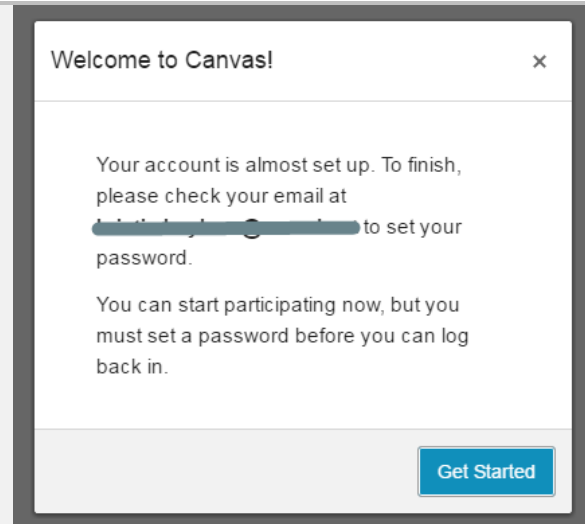 Welcome to Canvas! ×
Your account is almost set up. To finish,
please check your email at
to set your
password.
You can start participating now, but you
must set a password before you can log
back in.
Get Started